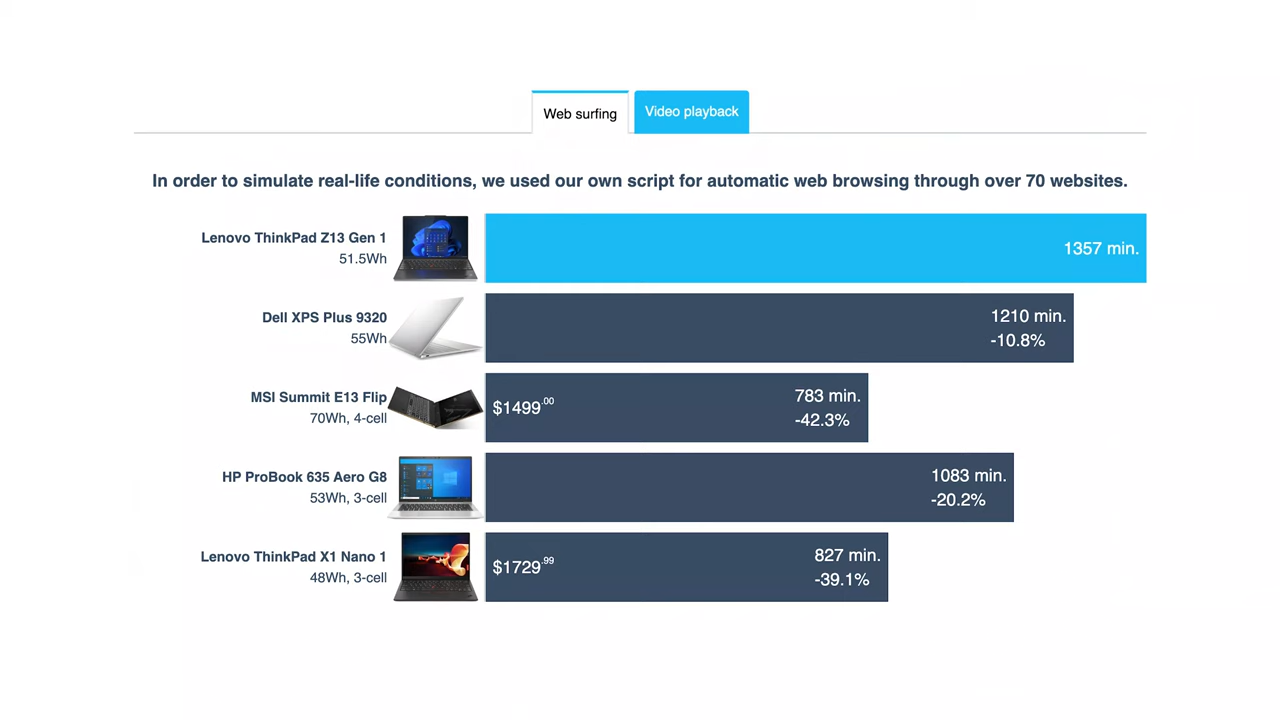 Web surfing
Video playback
In order to simulate real-life conditions, we used our own script for automatic web browsing through over 70 websites.
Lenovo ThinkPad Z13 Gen 1
51.5Wh
1357 min.
Dell XPS Plus 9320
55Wh
1210 min.
-10.8%
MSI Summit E13 Flip
70Wh, 4-cell
$1499.00
783 min.
-42.3%
HP ProBook 635 Aero G8
53Wh, 3-cell
1083 min.
-20.2%
Lenovo ThinkPad X1 Nano 1
48Wh, 3-cell
$1729.99
827 min.
-39.1%